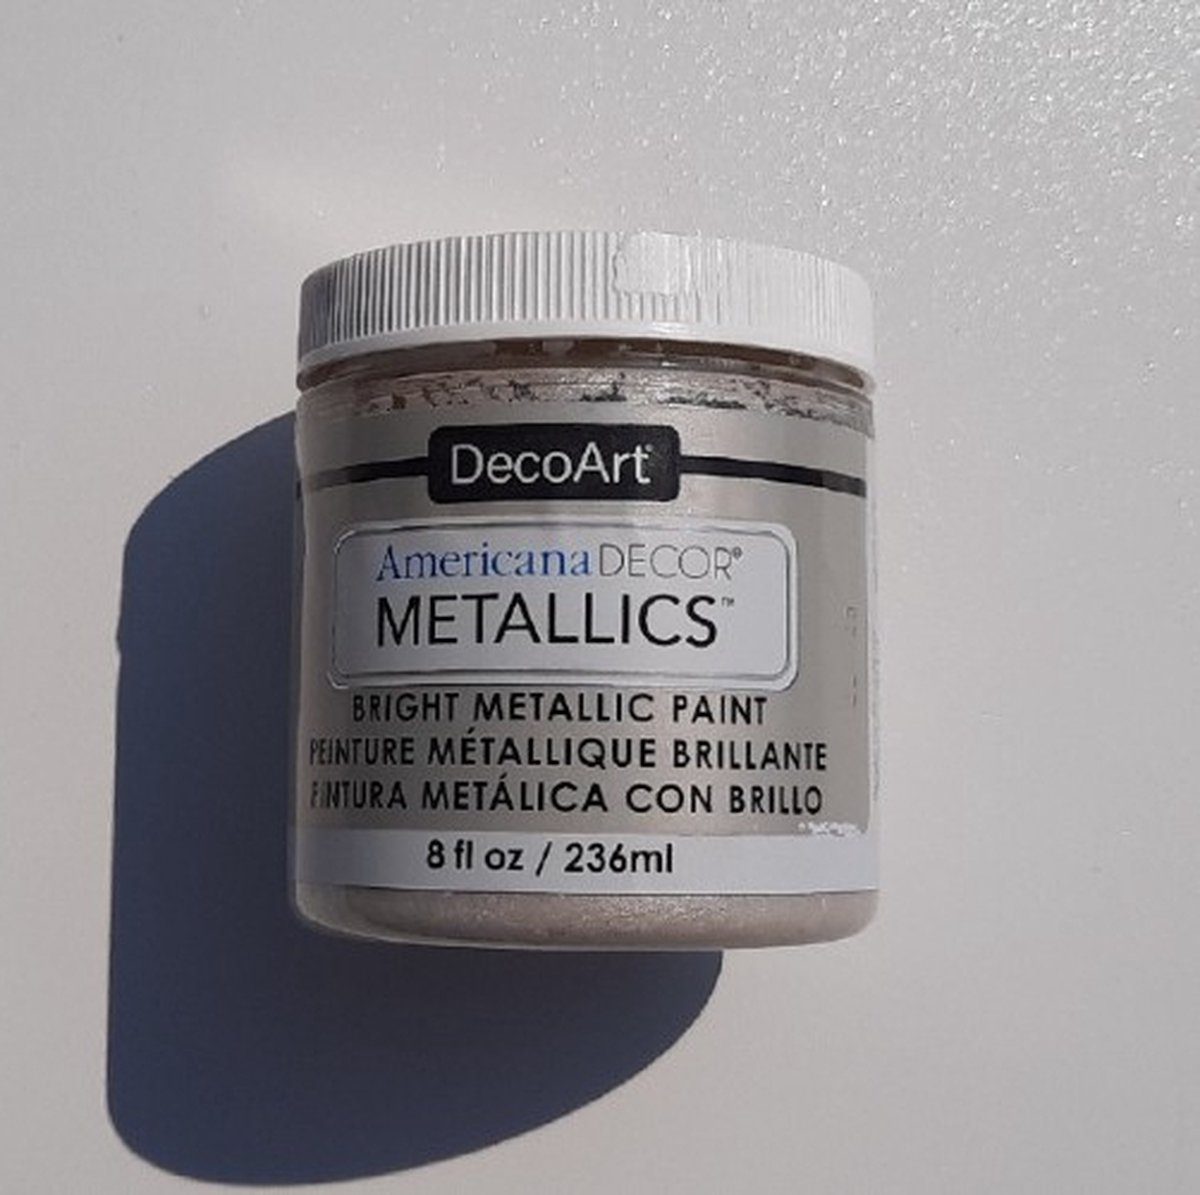 DecoArt®
AmericanaDECOR®
METALLICS™
BRIGHT METALLIC PAINT
PEINTURE MÉTALLIQUE BRILLANTE
PINTURA METÁLICA CON BRILLO
8 fl oz / 236ml